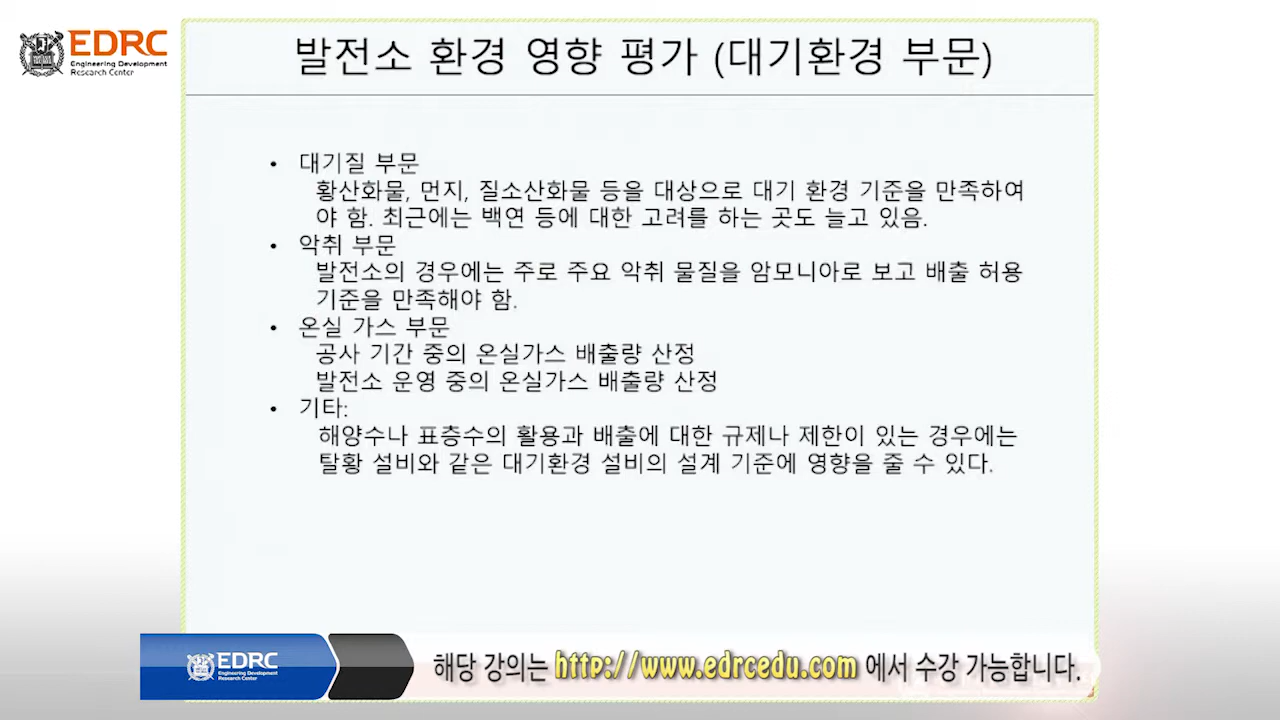 EDRC
Engineering Development
Research Center
발전소 환경 영향 평가 (대기환경 부문)
• 대기질 부문
황산화물, 먼지, 질소산화물 등을 대상으로 대기 환경 기준을 만족하여
야 함. 최근에는 백연 등에 대한 고려를 하는 곳도 늘고 있음.
• 악취 부문
발전소의 경우에는 주로 주요 악취 물질을 암모니아로 보고 배출 허용
기준을 만족해야 함.
• 온실 가스 부문
공사 기간 중의 온실가스 배출량 산정
발전소 운영 중의 온실가스 배출량 산정
• 기타:
해양수나 표층수의 활용과 배출에 대한 규제나 제한이 있는 경우에는
탈황 설비와 같은 대기환경 설비의 설계 기준에 영향을 줄 수 있다.
EDRC
Engineering Development
Research Center
해당 강의는 http://www.edrcedu.com 에서 수강 가능합니다.